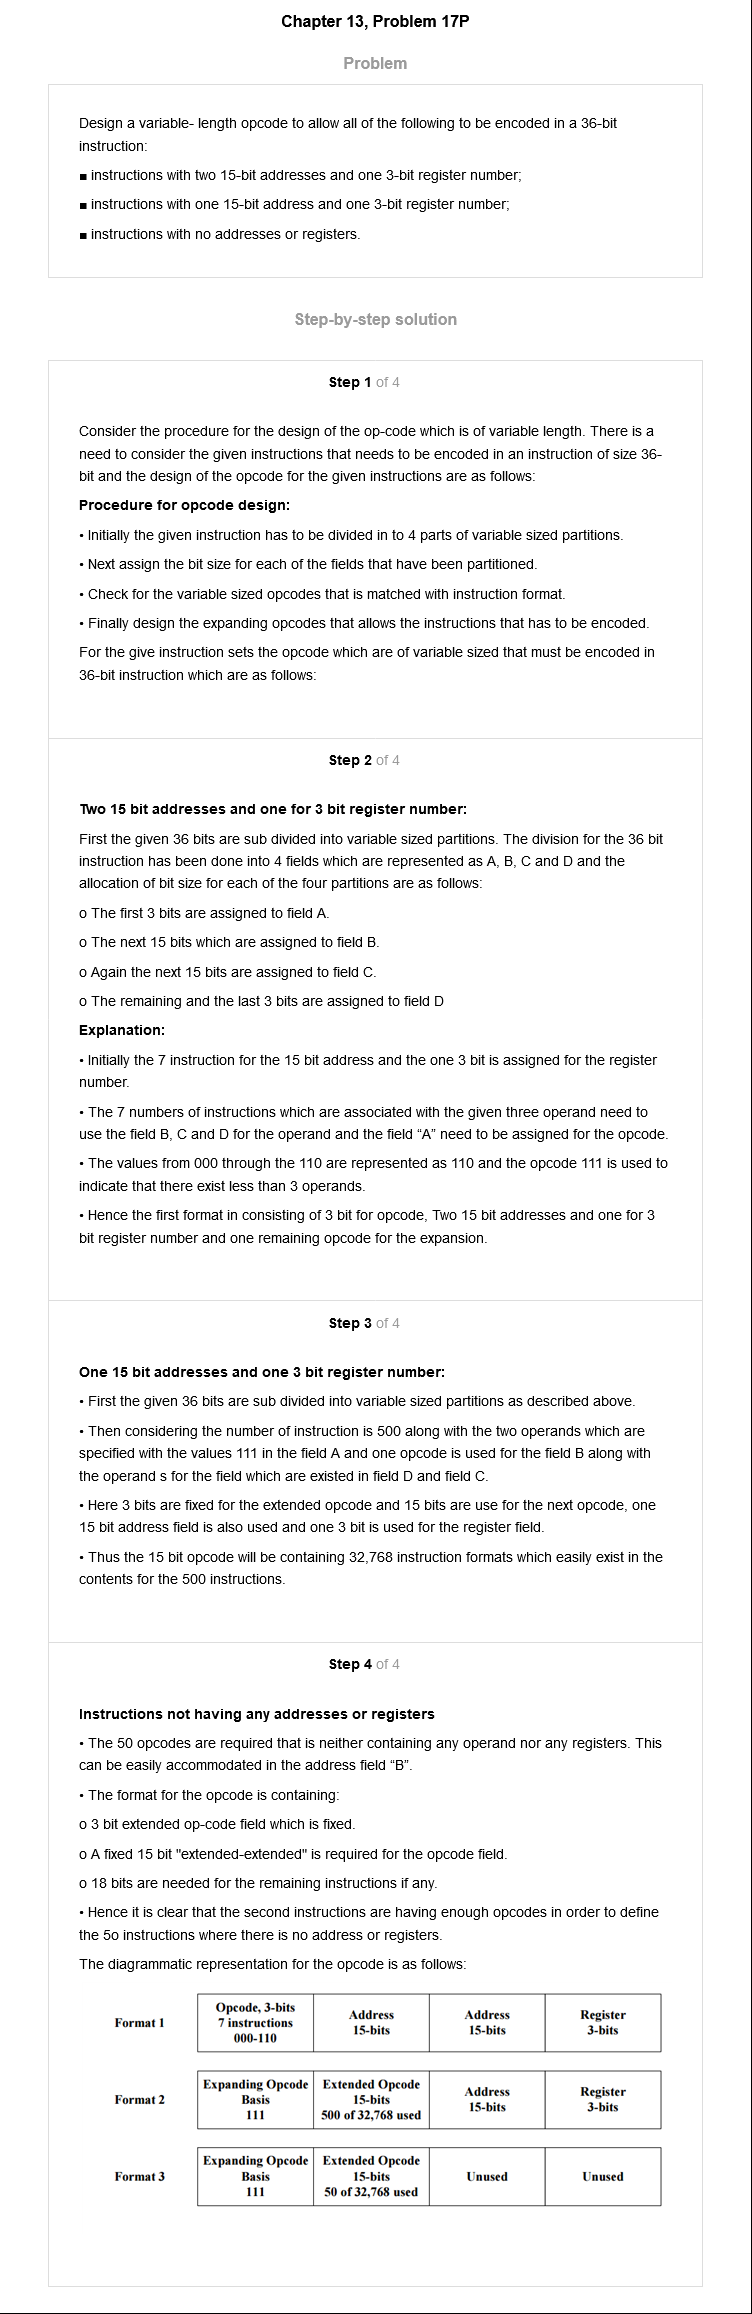 Chapter 13, Problem 17P
Problem
Design a variable- length opcode to allow all of the following to be encoded in a 36-bit
instruction:
■ instructions with two 15-bit addresses and one 3-bit register number;
■ instructions with one 15-bit address and one 3-bit register number;
■ instructions with no addresses or registers.
Step-by-step solution
Step 1 of 4
Consider the procedure for the design of the op-code which is of variable length. There is a
need to consider the given instructions that needs to be encoded in an instruction of size 36-
bit and the design of the opcode for the given instructions are as follows:
Procedure for opcode design:
• Initially the given instruction has to be divided in to 4 parts of variable sized partitions.
• Next assign the bit size for each of the fields that have been partitioned.
• Check for the variable sized opcodes that is matched with instruction format.
• Finally design the expanding opcodes that allows the instructions that has to be encoded.
For the give instruction sets the opcode which are of variable sized that must be encoded in
36-bit instruction which are as follows:
Step 2 of 4
Two 15 bit addresses and one for 3 bit register number:
First the given 36 bits are sub divided into variable sized partitions. The division for the 36 bit
instruction has been done into 4 fields which are represented as A, B, C and D and the
allocation of bit size for each of the four partitions are as follows:
o The first 3 bits are assigned to field A.
o The next 15 bits which are assigned to field B.
o Again the next 15 bits are assigned to field C.
o The remaining and the last 3 bits are assigned to field D
Explanation:
• Initially the 7 instruction for the 15 bit address and the one 3 bit is assigned for the register
number.
• The 7 numbers of instructions which are associated with the given three operand need to
use the field B, C and D for the operand and the field “A” need to be assigned for the opcode.
• The values from 000 through the 110 are represented as 110 and the opcode 111 is used to
indicate that there exist less than 3 operands.
• Hence the first format in consisting of 3 bit for opcode, Two 15 bit addresses and one for 3
bit register number and one remaining opcode for the expansion.
Step 3 of 4
One 15 bit addresses and one 3 bit register number:
• First the given 36 bits are sub divided into variable sized partitions as described above.
• Then considering the number of instruction is 500 along with the two operands which are
specified with the values 111 in the field A and one opcode is used for the field B along with
the operand s for the field which are existed in field D and field C.
• Here 3 bits are fixed for the extended opcode and 15 bits are use for the next opcode, one
15 bit address field is also used and one 3 bit is used for the register field.
• Thus the 15 bit opcode will be containing 32,768 instruction formats which easily exist in the
contents for the 500 instructions.
Step 4 of 4
Instructions not having any addresses or registers
• The 50 opcodes are required that is neither containing any operand nor any registers. This
can be easily accommodated in the address field “B”.
• The format for the opcode is containing:
o 3 bit extended op-code field which is fixed.
o A fixed 15 bit "extended-extended" is required for the opcode field.
o 18 bits are needed for the remaining instructions if any.
• Hence it is clear that the second instructions are having enough opcodes in order to define
the 5o instructions where there is no address or registers.
The diagrammatic representation for the opcode is as follows:
Format 1
Opcode, 3-bits
7 instructions
000-110
Address
15-bits
Address
15-bits
Register
3-bits
Format 2
Expanding Opcode
Basis
111
Extended Opcode
15-bits
500 of 32,768 used
Address
15-bits
Register
3-bits
Format 3
Expanding Opcode
Basis
111
Extended Opcode
15-bits
50 of 32,768 used
Unused
Unused